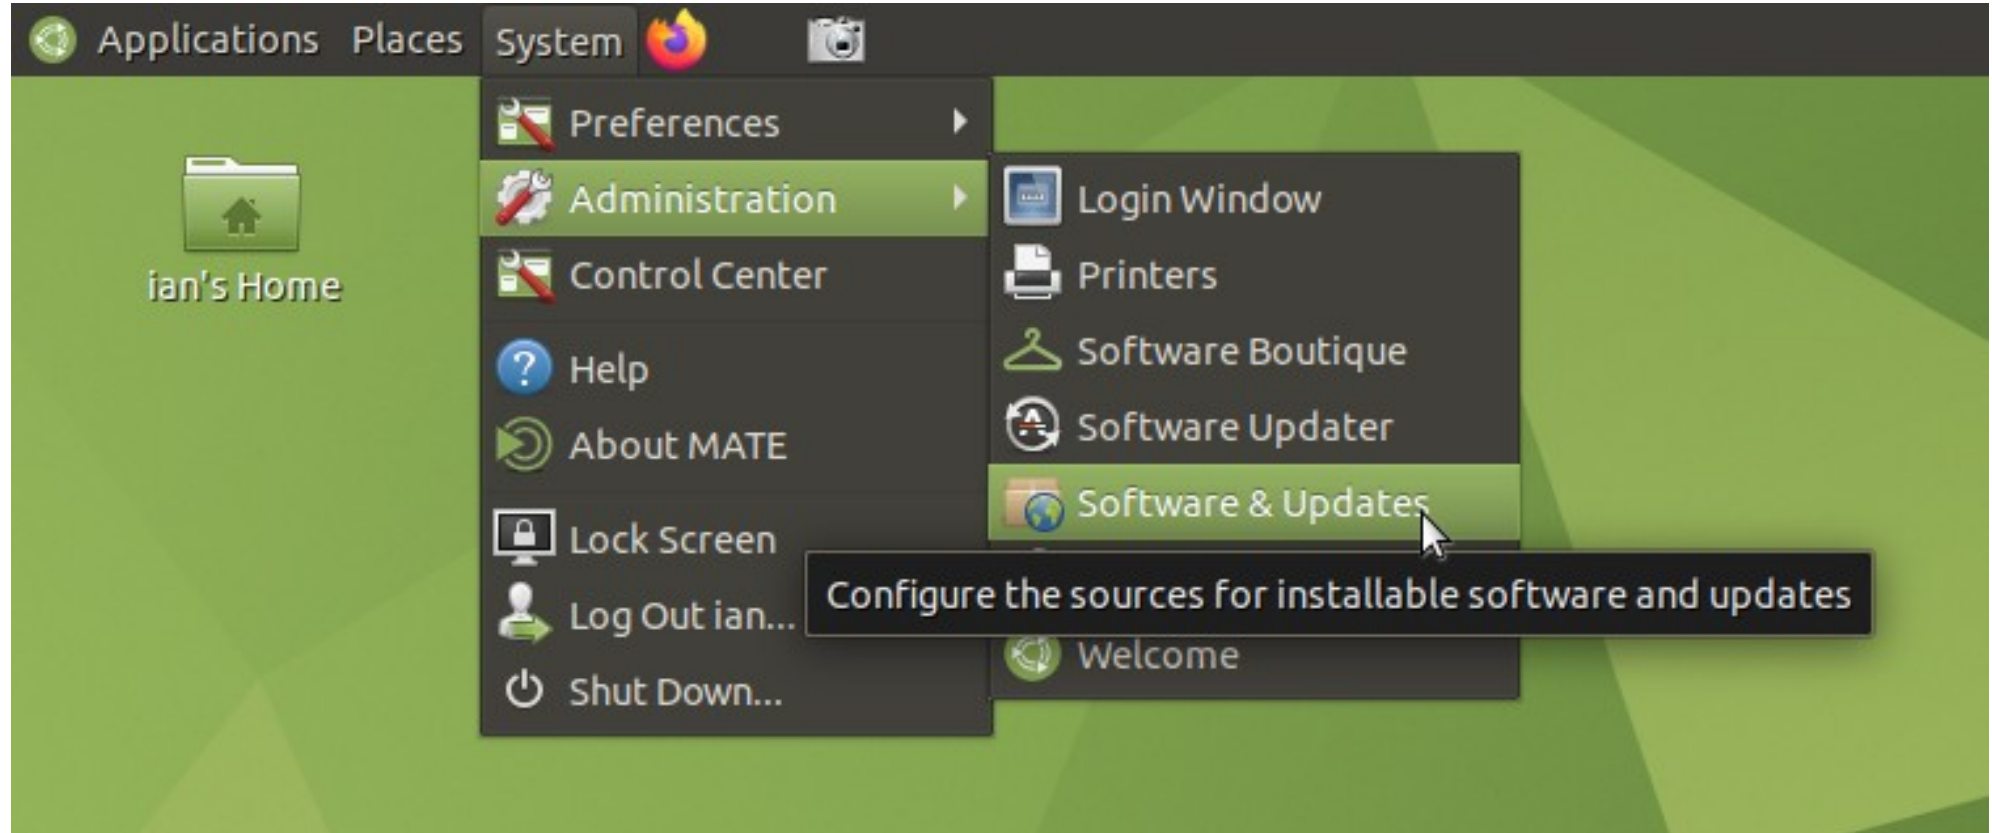 Applications Places System
Preferences
Administration
Control Center
Help
About MATE
Lock Screen
Log Out ian...
Shut Down...
Login Window
Printers
Software Boutique
Software Updater
Software & Updates
Configure the sources for installable software and updates
Welcome
ian's Home